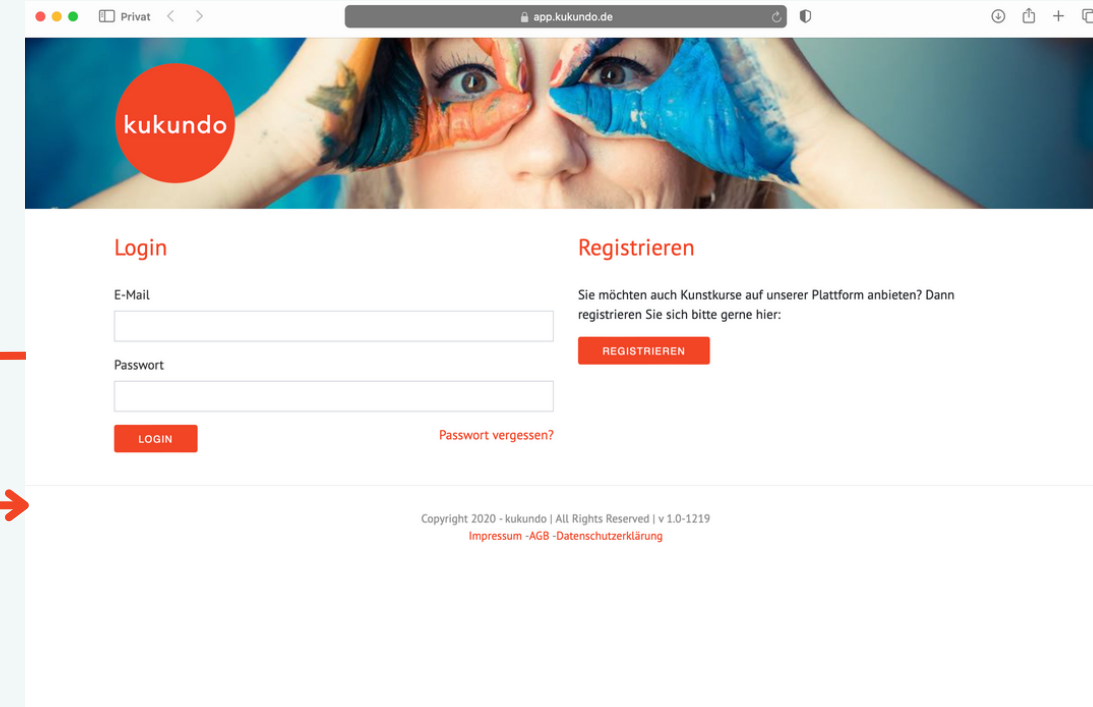 Privat
app.kukundo.de
kukundo
Login
E-Mail
Passwort
LOGIN
Passwort vergessen?
Registrieren
Sie möchten auch Kunstkurse auf unserer Plattform anbieten? Dann
registrieren Sie sich bitte gerne hier:
REGISTRIEREN
Copyright 2020 - kukundo | All Rights Reserved | v 1.0-1219
Impressum -AGB -Datenschutzerklärung